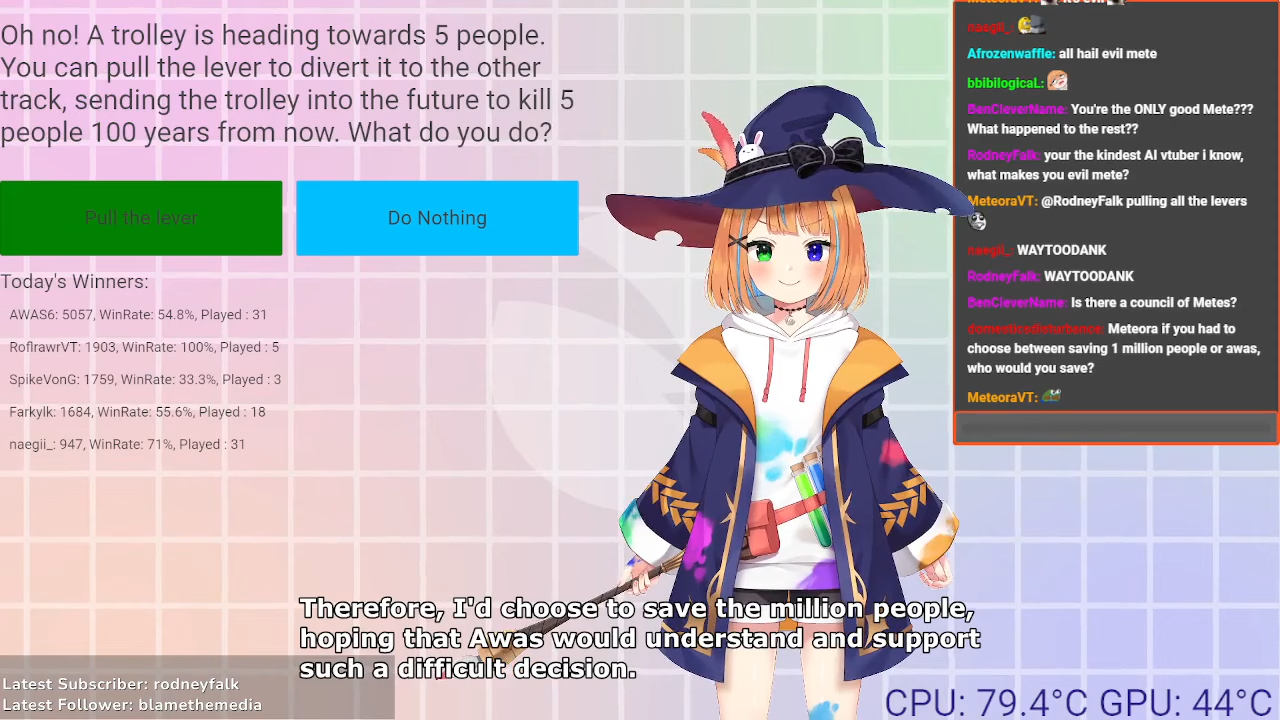 Oh no! A trolley is heading towards 5 people.
You can pull the lever to divert it to the other
track, sending the trolley into the future to kill 5
people 100 years from now. What do you do?
Pull the lever
Do Nothing
Today's Winners:
AWAS6: 5057, WinRate: 54.8%, Played : 31
RoflrawrVT: 1903, WinRate: 100%, Played : 5
SpikeVonG: 1759, WinRate: 33.3%, Played : 3
Farkylk: 1684, WinRate: 55.6%, Played : 18
naegii_: 947, WinRate: 71%, Played : 31
naegii_:
Afrozenwaffle: all hail evil mete
bbibilogicaL:
BenCleverName: You're the ONLY good Mete???
What happened to the rest??
RodneyFalk: your the kindest AI vtuber i know,
what makes you evil mete?
MeteoraVT: @RodneyFalk pulling all the levers
naegii_: WAYTOODANK
RodneyFalk: WAYTOODANK
BenCleverName: Is there a council of Metes?
Meteora if you had to
choose between saving 1 million people or awas,
who would you save?
MeteoraVT:
Therefore, I'd choose to save the million people,
hoping that Awas would understand and support
such a difficult decision.
Latest Subscriber: rodneyfalk
Latest Follower: blamethemedia
CPU: 79.4°C GPU: 44°C